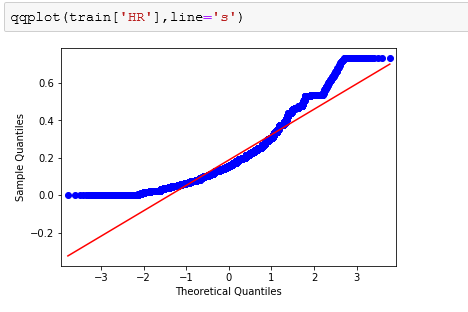 qqplot(train['HR'],line='s')
0.6
0.4
0.2
0.0
−0.2
Sample Quantiles
−3 −2 −1 0 1 2 3
Theoretical Quantiles